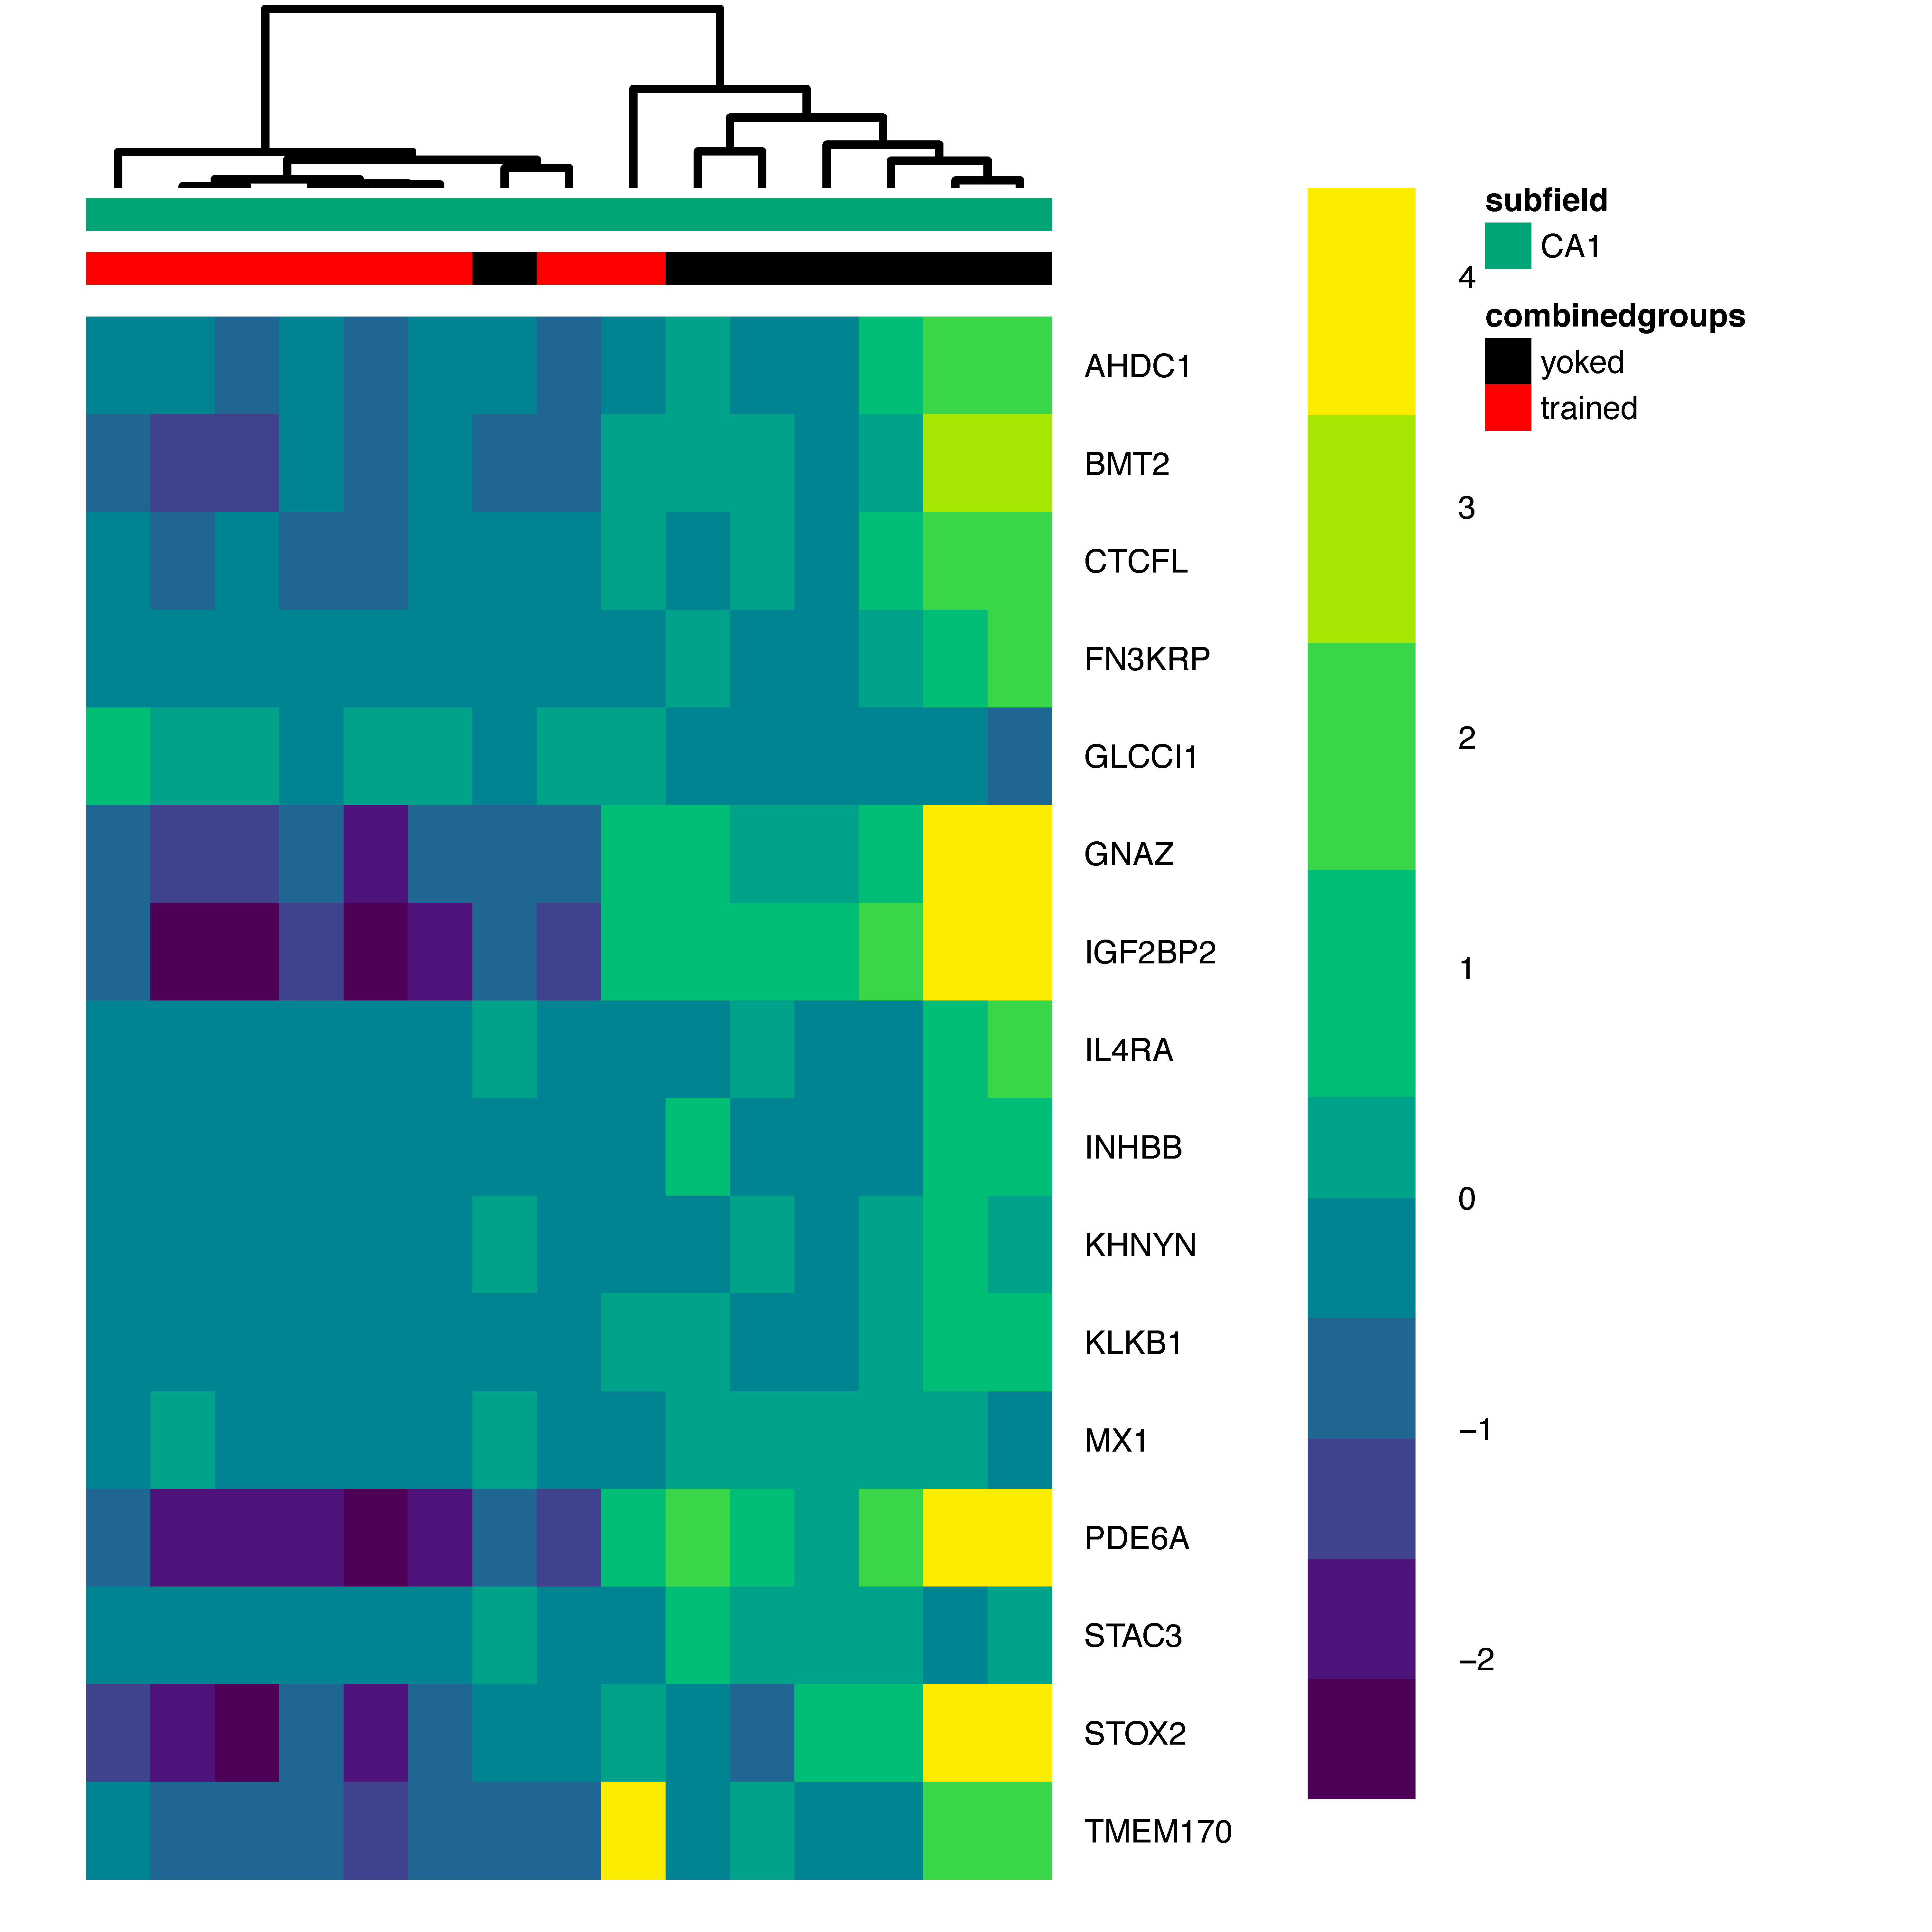 subfield
CA1
combinedgroups
yoked
trained
4
3
2
1
0
−1
−2
AHDC1
BMT2
CTCFL
FN3KRP
GLCCI1
GNAZ
IGF2BP2
IL4RA
INHBB
KHNYN
KLKB1
MX1
PDE6A
STAC3
STOX2
TMEM170